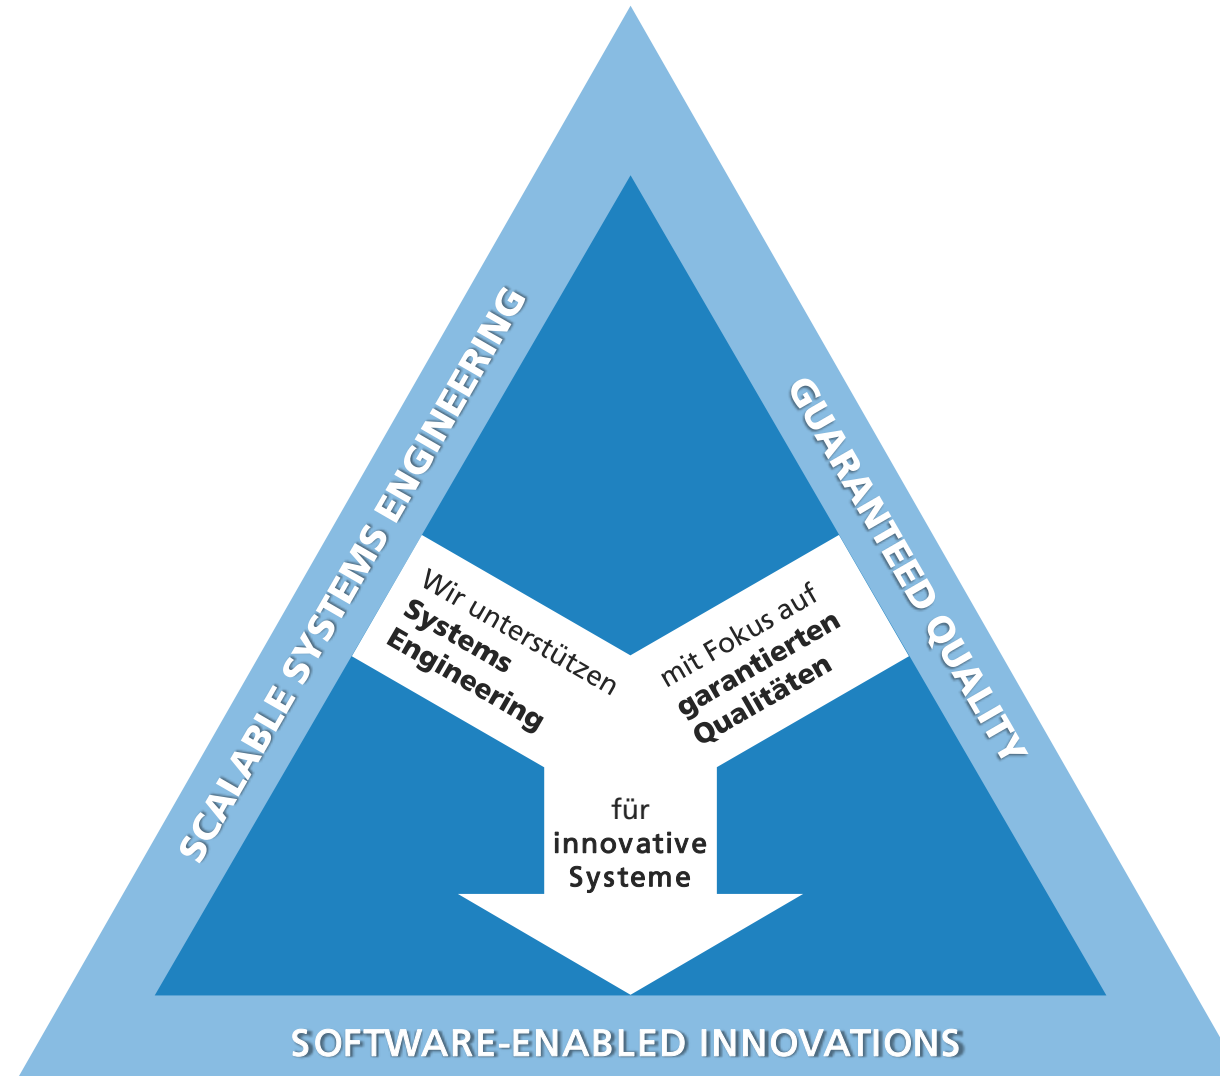 SCALABLE SYSTEMS ENGINEERING
GUARANTEED QUALITY
Wir unterstützen
Systems
Engineering
mit Fokus auf
garantierten
Qualitäten
für
innovative
Systeme
SOFTWARE-ENABLED INNOVATIONS